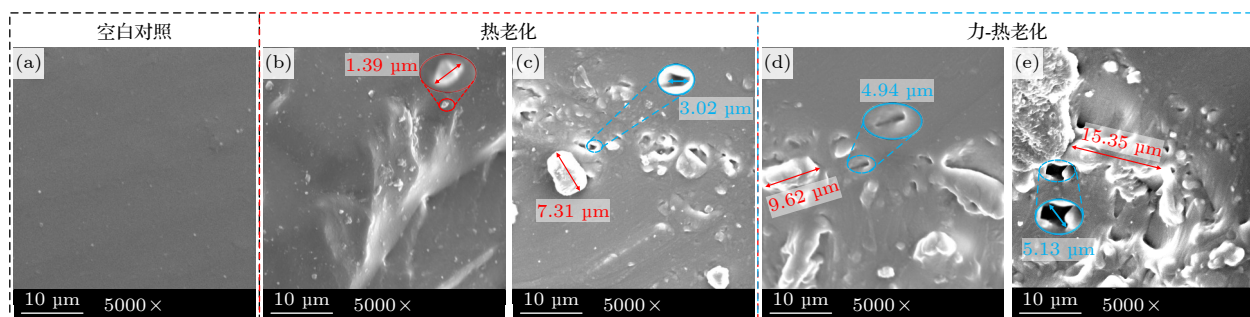 空白对照
热老化
力-热老化
(a)
(b)
(c)
(d)
(e)
1.39 µm
3.02 µm
7.31 µm
4.94 µm
9.62 µm
15.35 µm
5.13 µm
10 µm 5000×
10 µm 5000×
10 µm 5000×
10 µm 5000×
10 µm 5000×